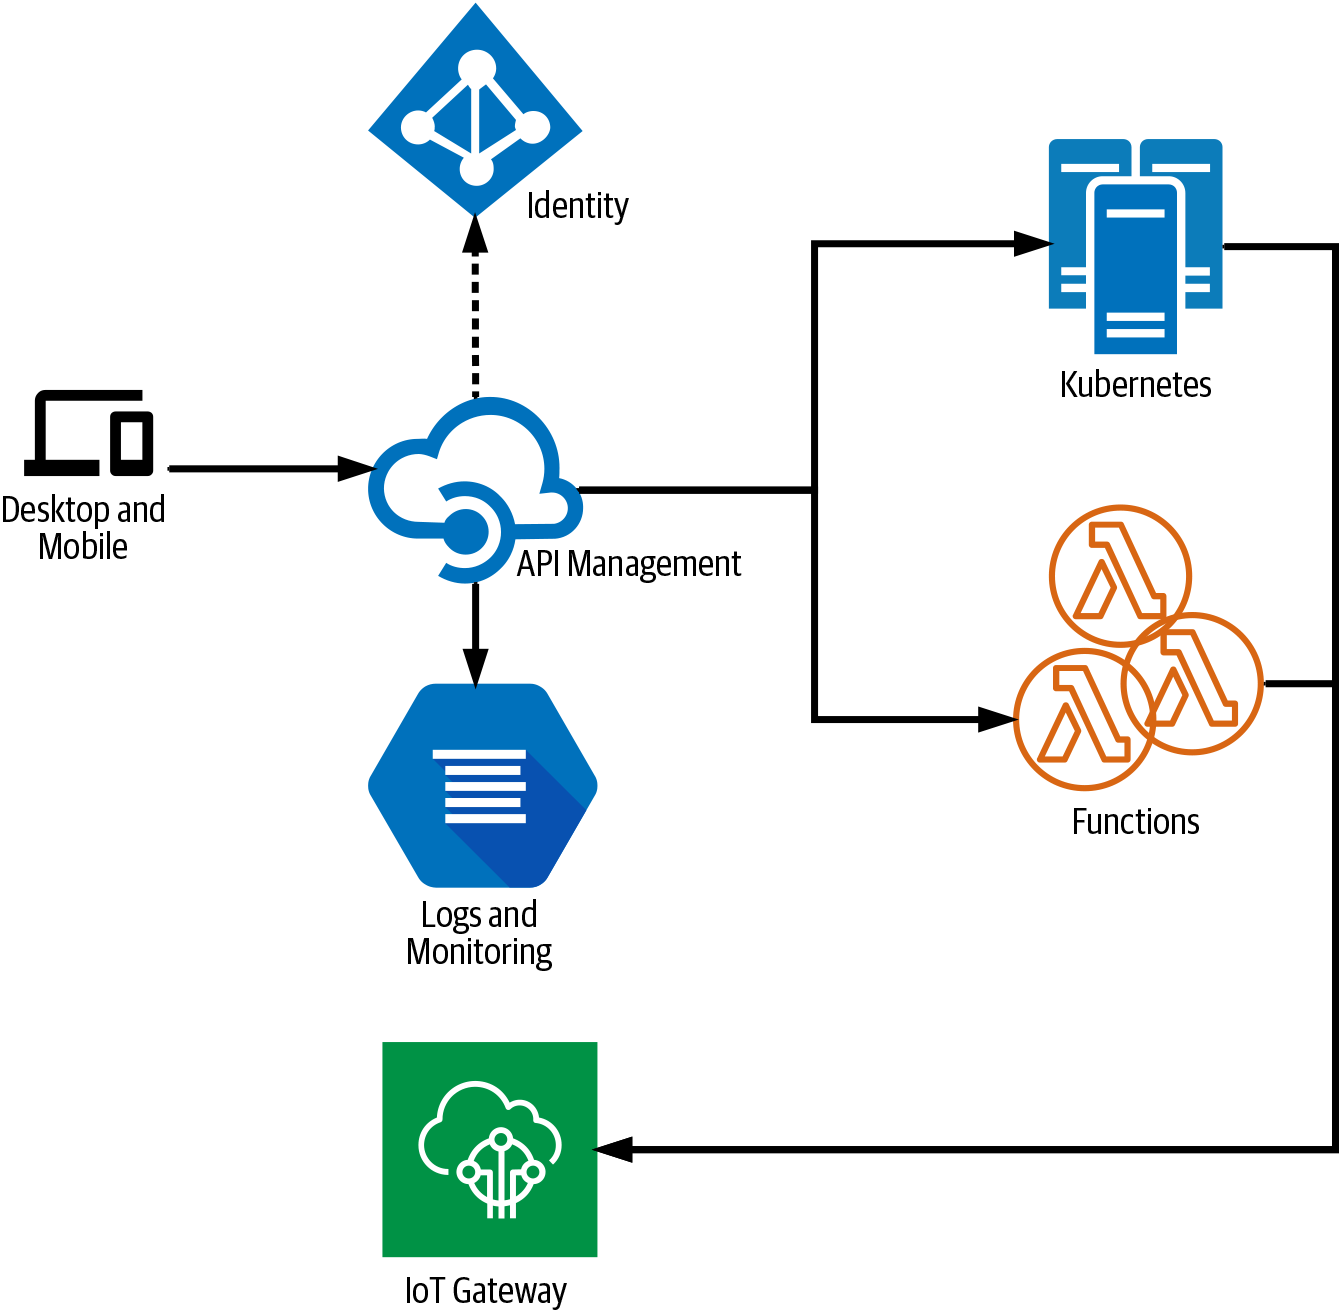 Identity
Kubernetes
Desktop and
Mobile
API Management
Functions
Logs and
Monitoring
IoT Gateway